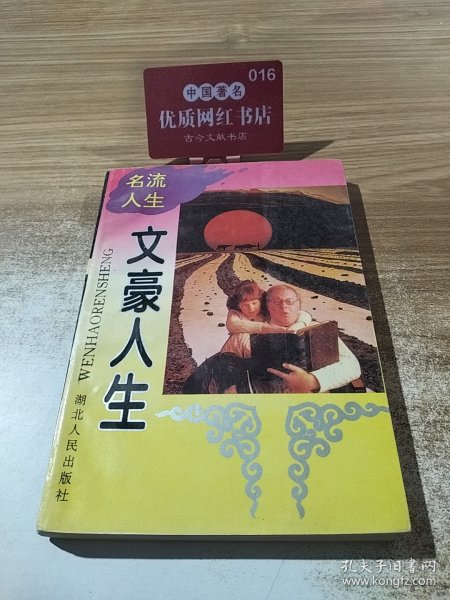 016
中国著名
优质网红书店
古今文献书店
名流
人生
文豪人生
WENHAORENSHENG
湖北人民出版社
孔夫子旧书网
www.kongfz.com